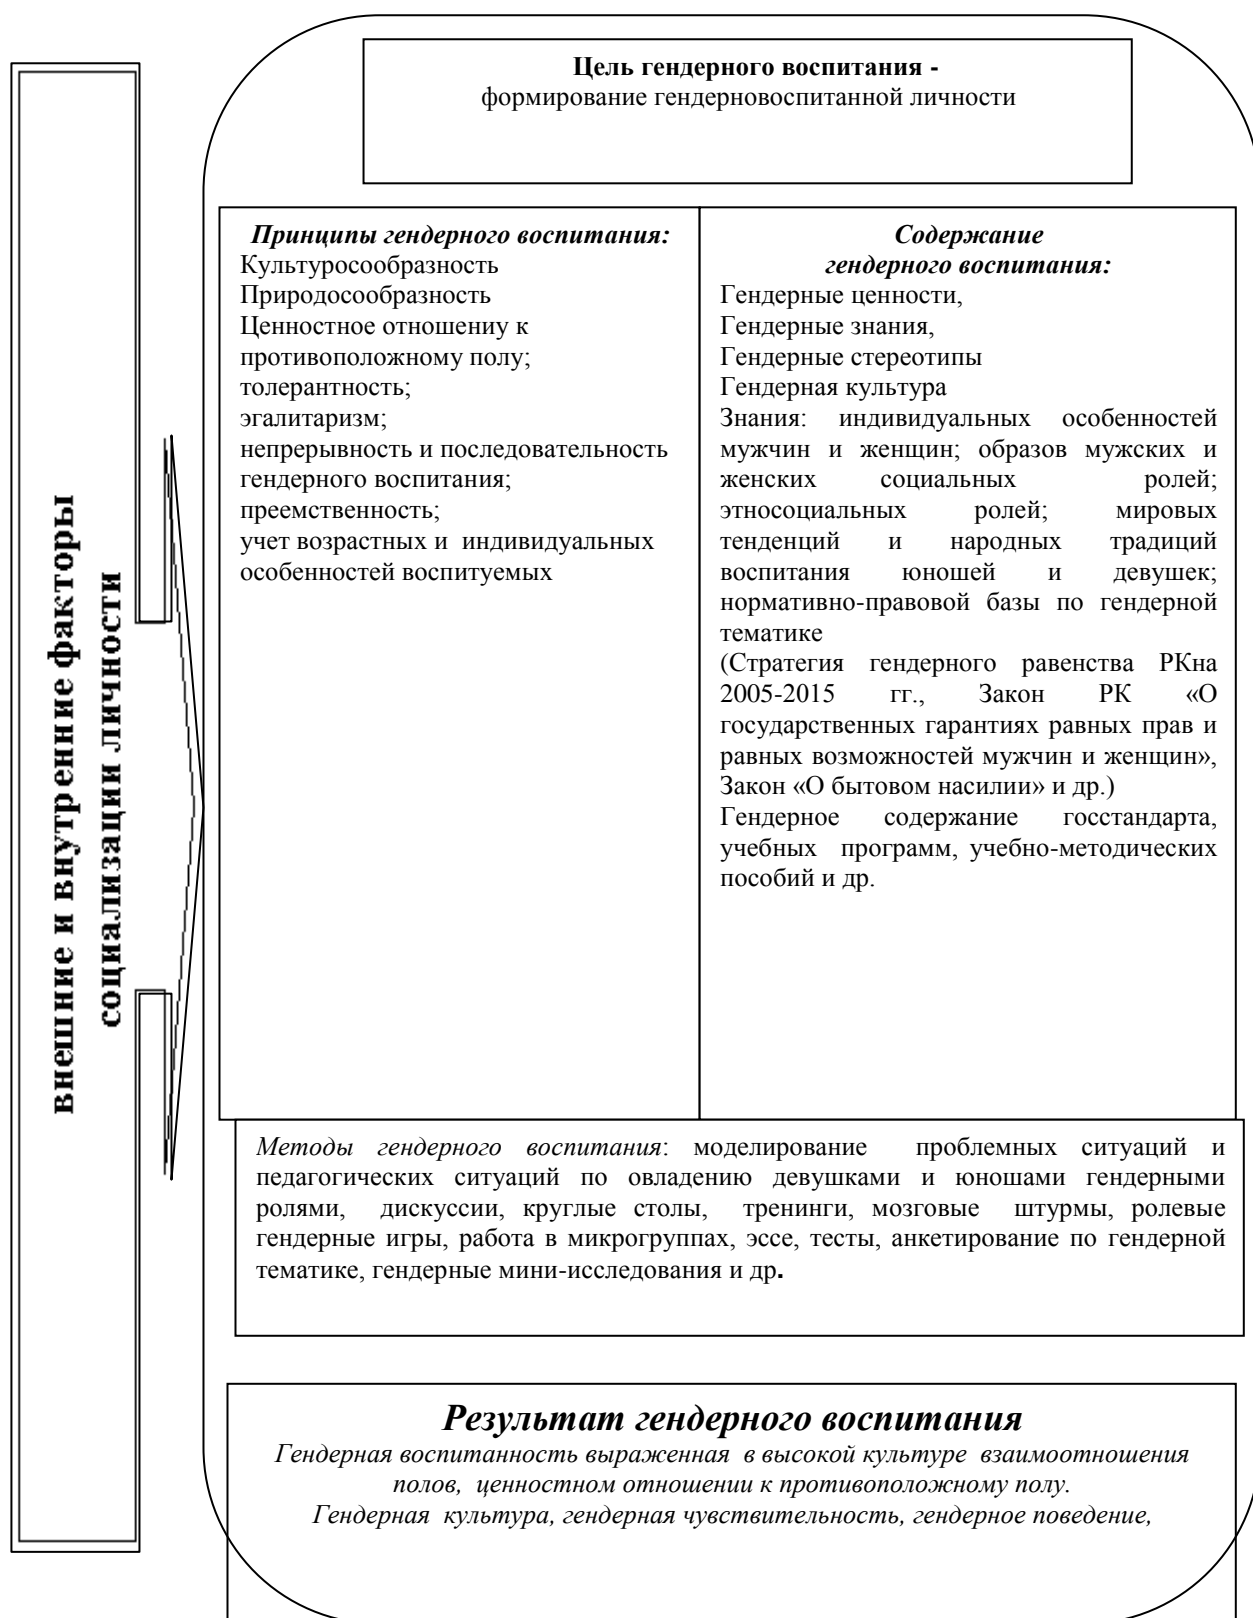 внешние и внутренние факторы
социализации личности
Цель гендерного воспитания -
формирование гендерновоспитанной личности
Принципы гендерного воспитания:
Культуросообразность
Природосообразность
Ценностное отношениу к
противоположному полу;
толерантность;
эгалитаризм;
непрерывность и последовательность
гендерного воспитания;
преемственность;
учет возрастных и индивидуальных
особенностей воспитуемых
Содержание
гендерного воспитания:
Гендерные ценности,
Гендерные знания,
Гендерные стереотипы
Гендерная культура
Знания: индивидуальных особенностей
мужчин и женщин; образов мужских и
женских социальных ролей;
этносоциальных ролей; мировых
тенденций и народных традиций
воспитания юношей и девушек;
нормативно-правовой базы по гендерной
тематике
(Стратегия гендерного равенства РКна
2005-2015 гг., Закон РК «О
государственных гарантиях равных прав и
равных возможностей мужчин и женщин»,
Закон «О бытовом насилии» и др.)
Гендерное содержание госстандарта,
учебных программ, учебно-методических
пособий и др.
Методы гендерного воспитания: моделирование проблемных ситуаций и
педагогических ситуаций по овладению девушками и юношами гендерными
ролями, дискуссии, круглые столы, тренинги, мозговые штурмы, ролевые
гендерные игры, работа в микрогруппах, эссе, тесты, анкетирование по гендерной
тематике, гендерные мини-исследования и др.
Результат гендерного воспитания
Гендерная воспитанность выраженная в высокой культуре взаимоотношения
полов, ценностном отношении к противоположному полу.
Гендерная культура, гендерная чувствительность, гендерное поведение,